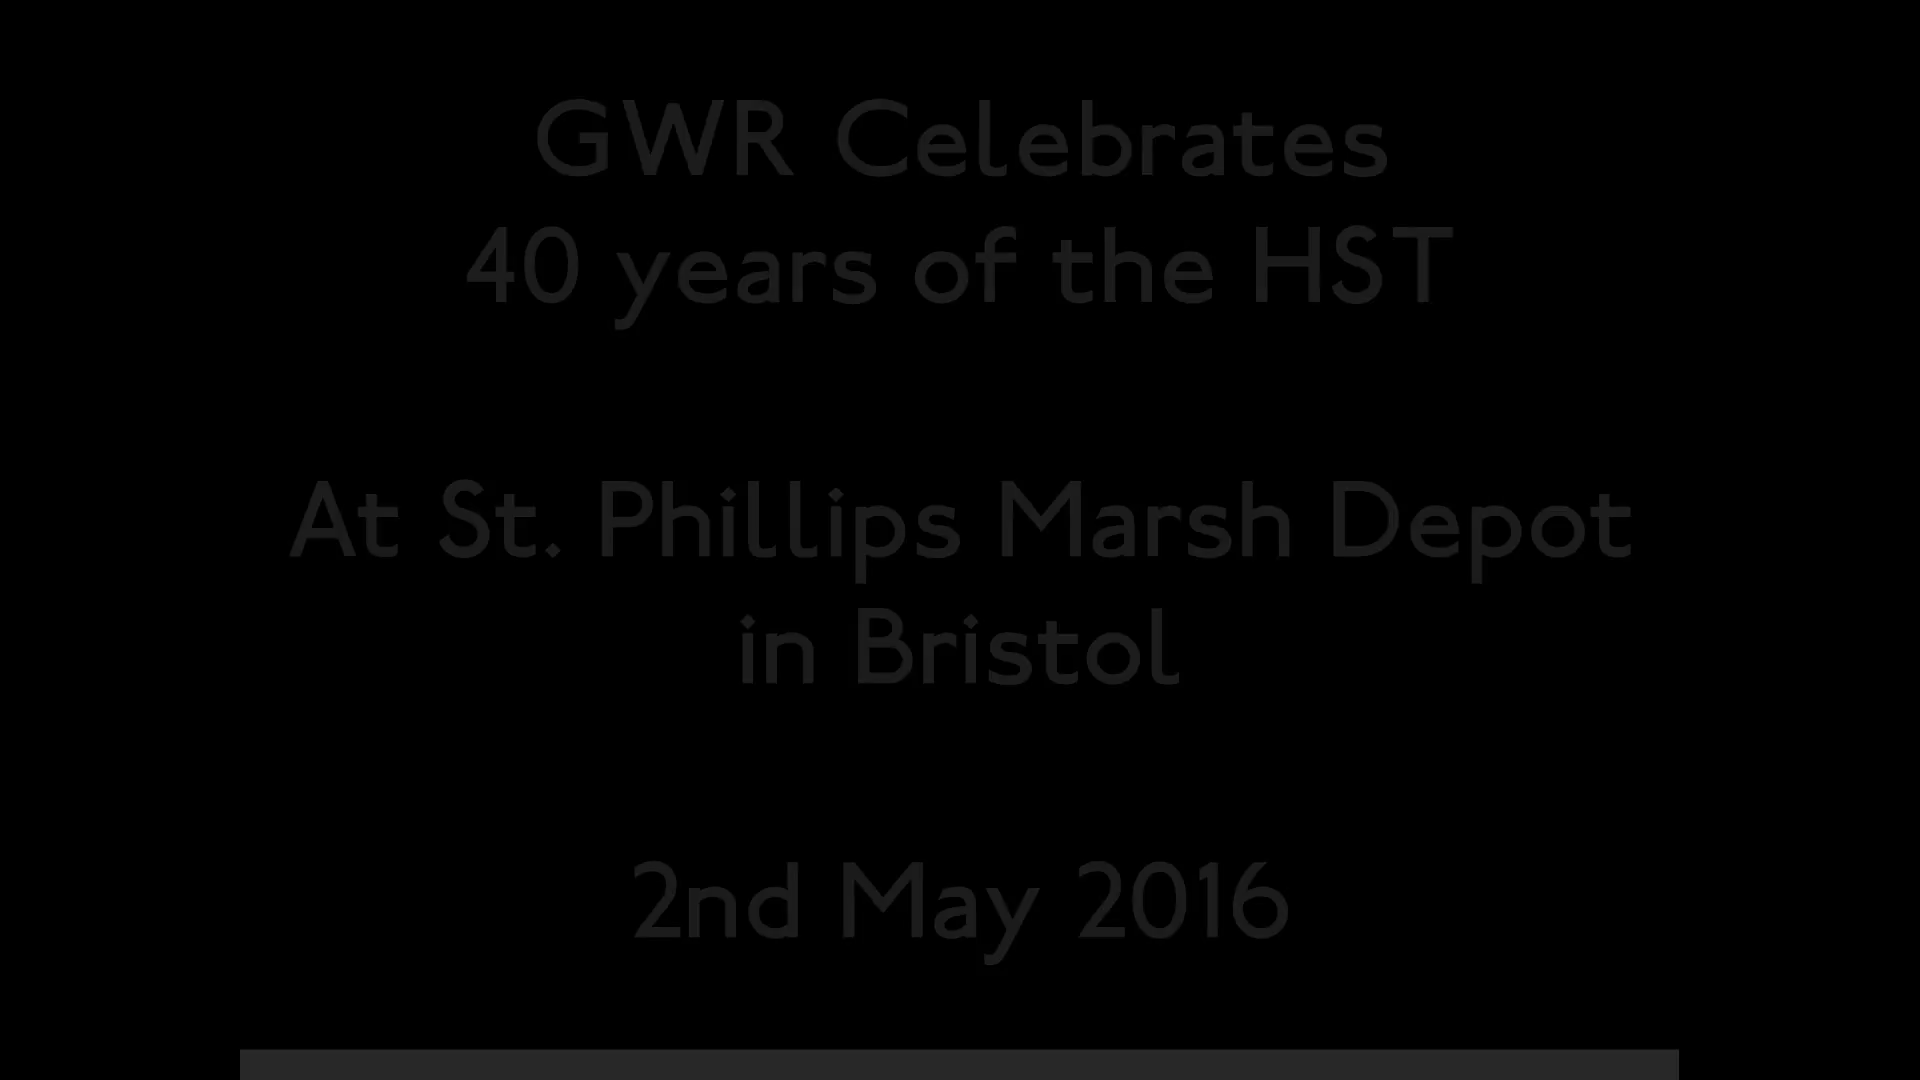 GWR Celebrates
40 years of the HST
At St. Phillips Marsh Depot
in Bristol
2nd May 2016